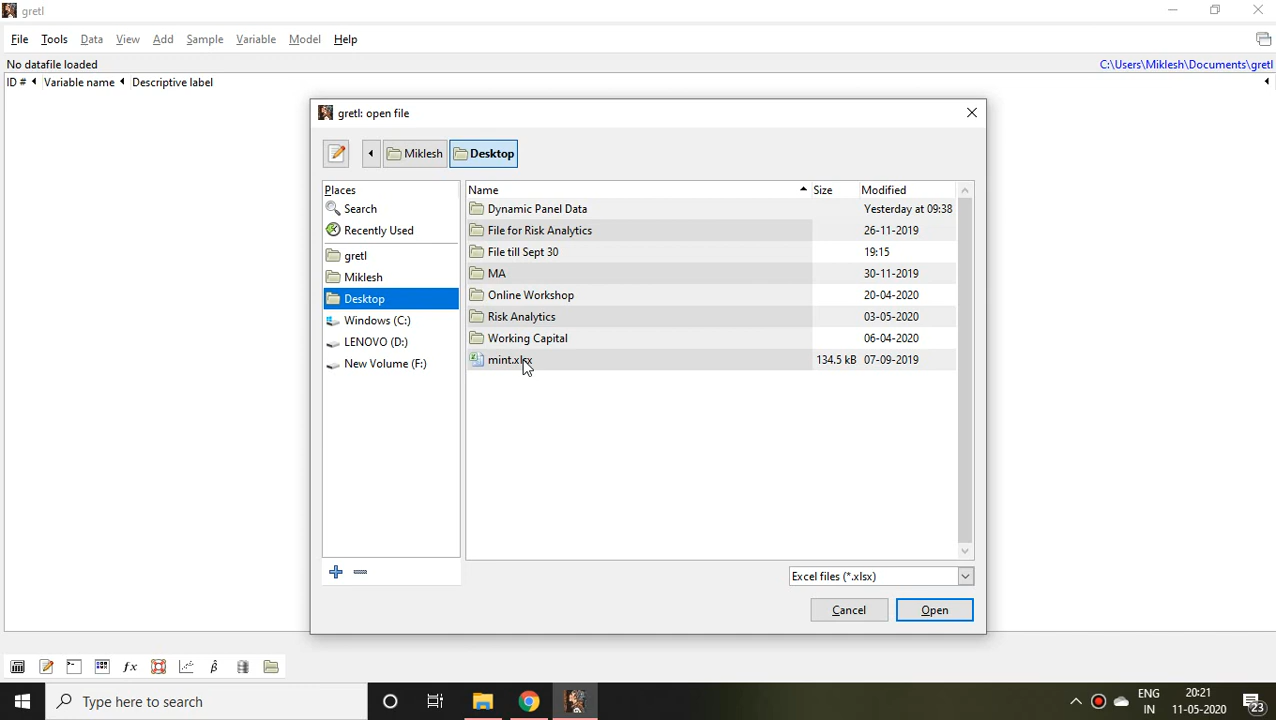 gretl
File Tools Data View Add Sample Variable Model Help
No datafile loaded C:\Users\Miklesh\Documents\gretl
ID # Variable name Descriptive label
gretl: open file
Miklesh Desktop
Places Name Size Modified
Search Dynamic Panel Data Yesterday at 09:38
Recently Used File for Risk Analytics 26-11-2019
gretl File till Sept 30 19:15
Miklesh MA 30-11-2019
Desktop Online Workshop 20-04-2020
Windows (C:) Risk Analytics 03-05-2020
LENOVO (D:) Working Capital 06-04-2020
New Volume (F:) mint.xlsx 134.5 kB 07-09-2019
Excel files (*.xlsx)
Cancel Open
fx β
Type here to search ENG 20:21
IN 11-05-2020 23